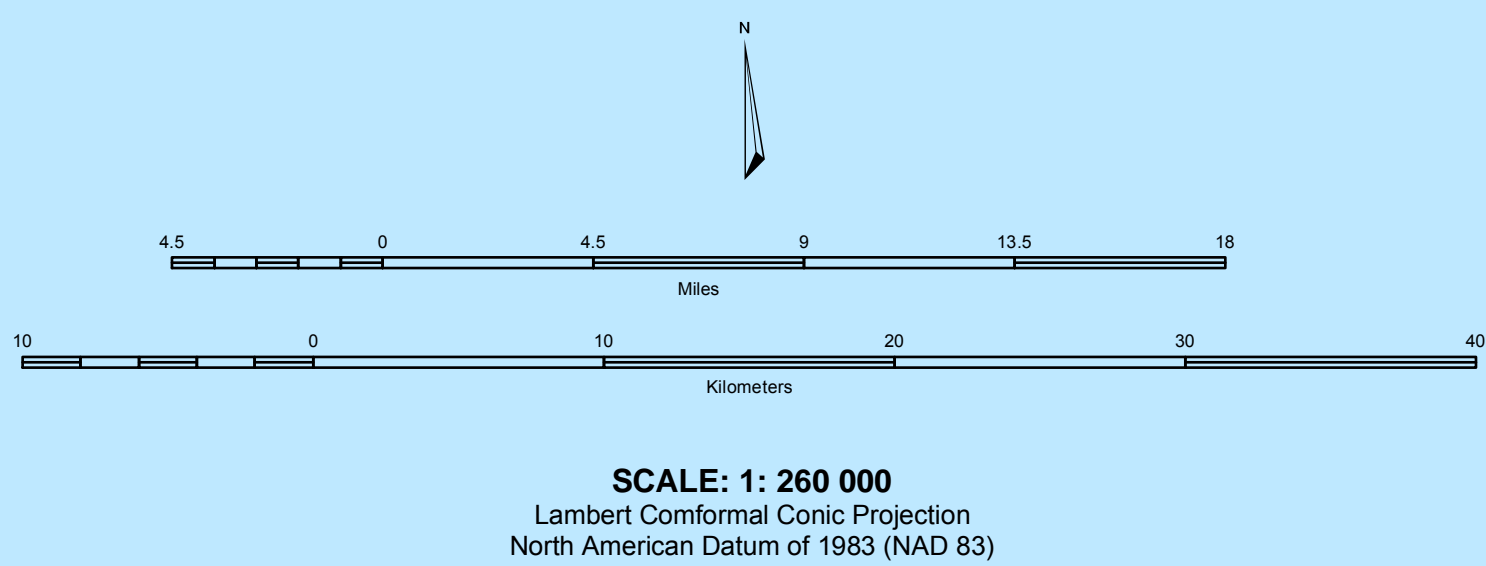 N
4.5 0 4.5 9 13.5 18
Miles
10 0 10 20 30 40
Kilometers
SCALE: 1: 260 000
Lambert Comformal Conic Projection
North American Datum of 1983 (NAD 83)